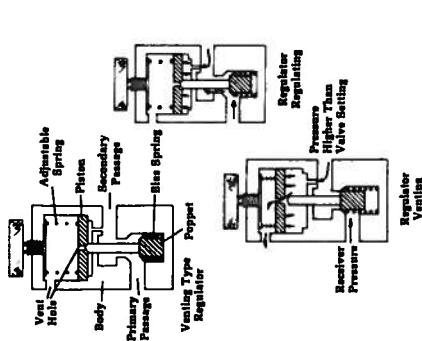 Vent
Hole
Adjustable
Spring
Piston
Secondary
Passage
Body
Primary
Passage
Bias Spring
Poppet
Venting Type
Regulator
Regulator
Regulating
Pressure
Higher Than
Valve Setting
Receiver
Pressure
Regulator
Venting